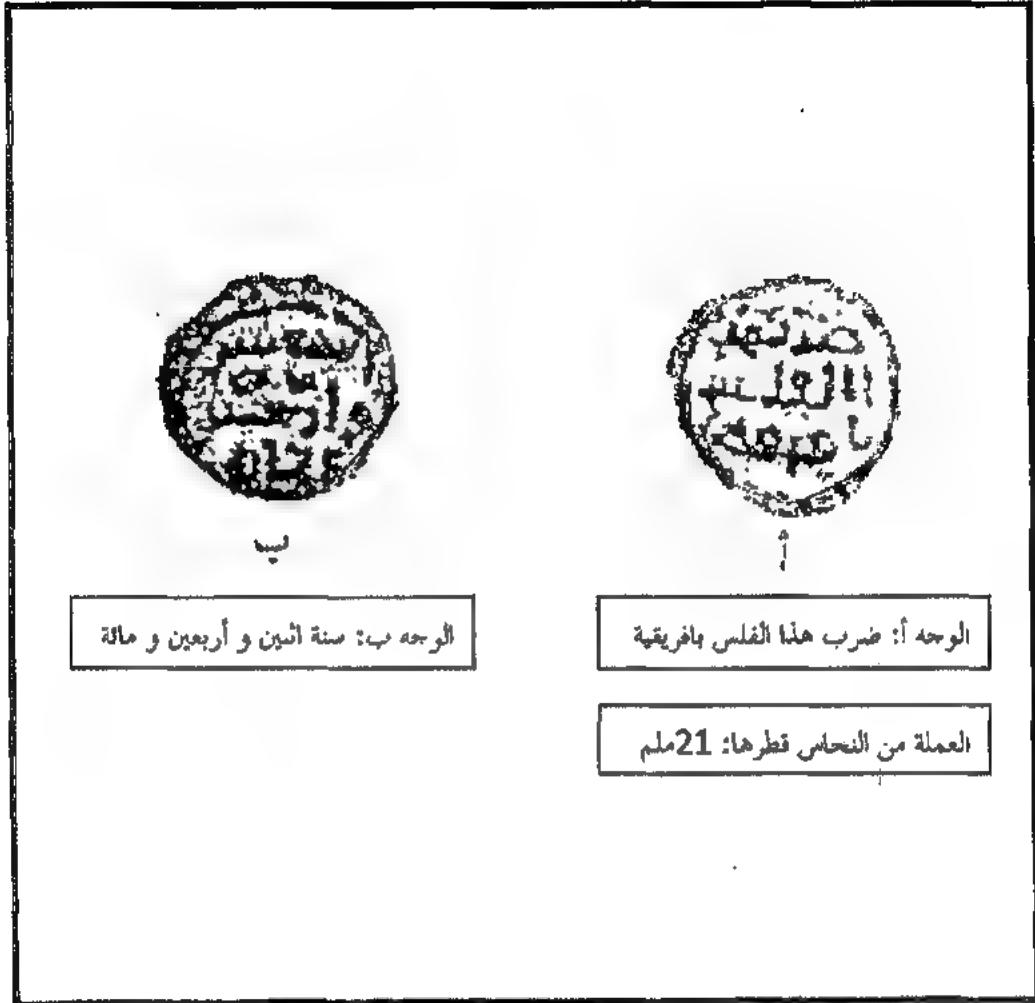 أ
ب
الوجه أ: ضرب هذا الفلس بافريقية
الوجه ب: سنة اثنين و أربعين و مائة
العملة من النحاس قطرها: 21ملم